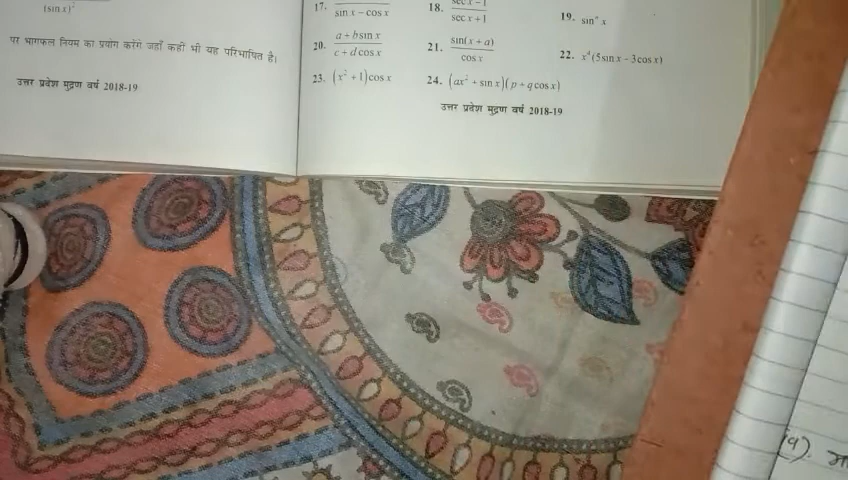 (sin x)²
पर भागफल नियम का प्रयोग करेंगे जहाँ कहीं भी यह परिभाषित है।
उत्तर प्रदेश मुद्रण वर्ष 2018-19
17. sin x − cos x
18. sec x − 1 / sec x + 1
19. sinⁿ x
20. a + b sin x / c + d cos x
21. sin(x + a) / cos x
22. x⁴(5 sin x − 3 cos x)
23. (x² + 1) cos x
24. (ax² + sin x)(p + q cos x)
उत्तर प्रदेश मुद्रण वर्ष 2018-19